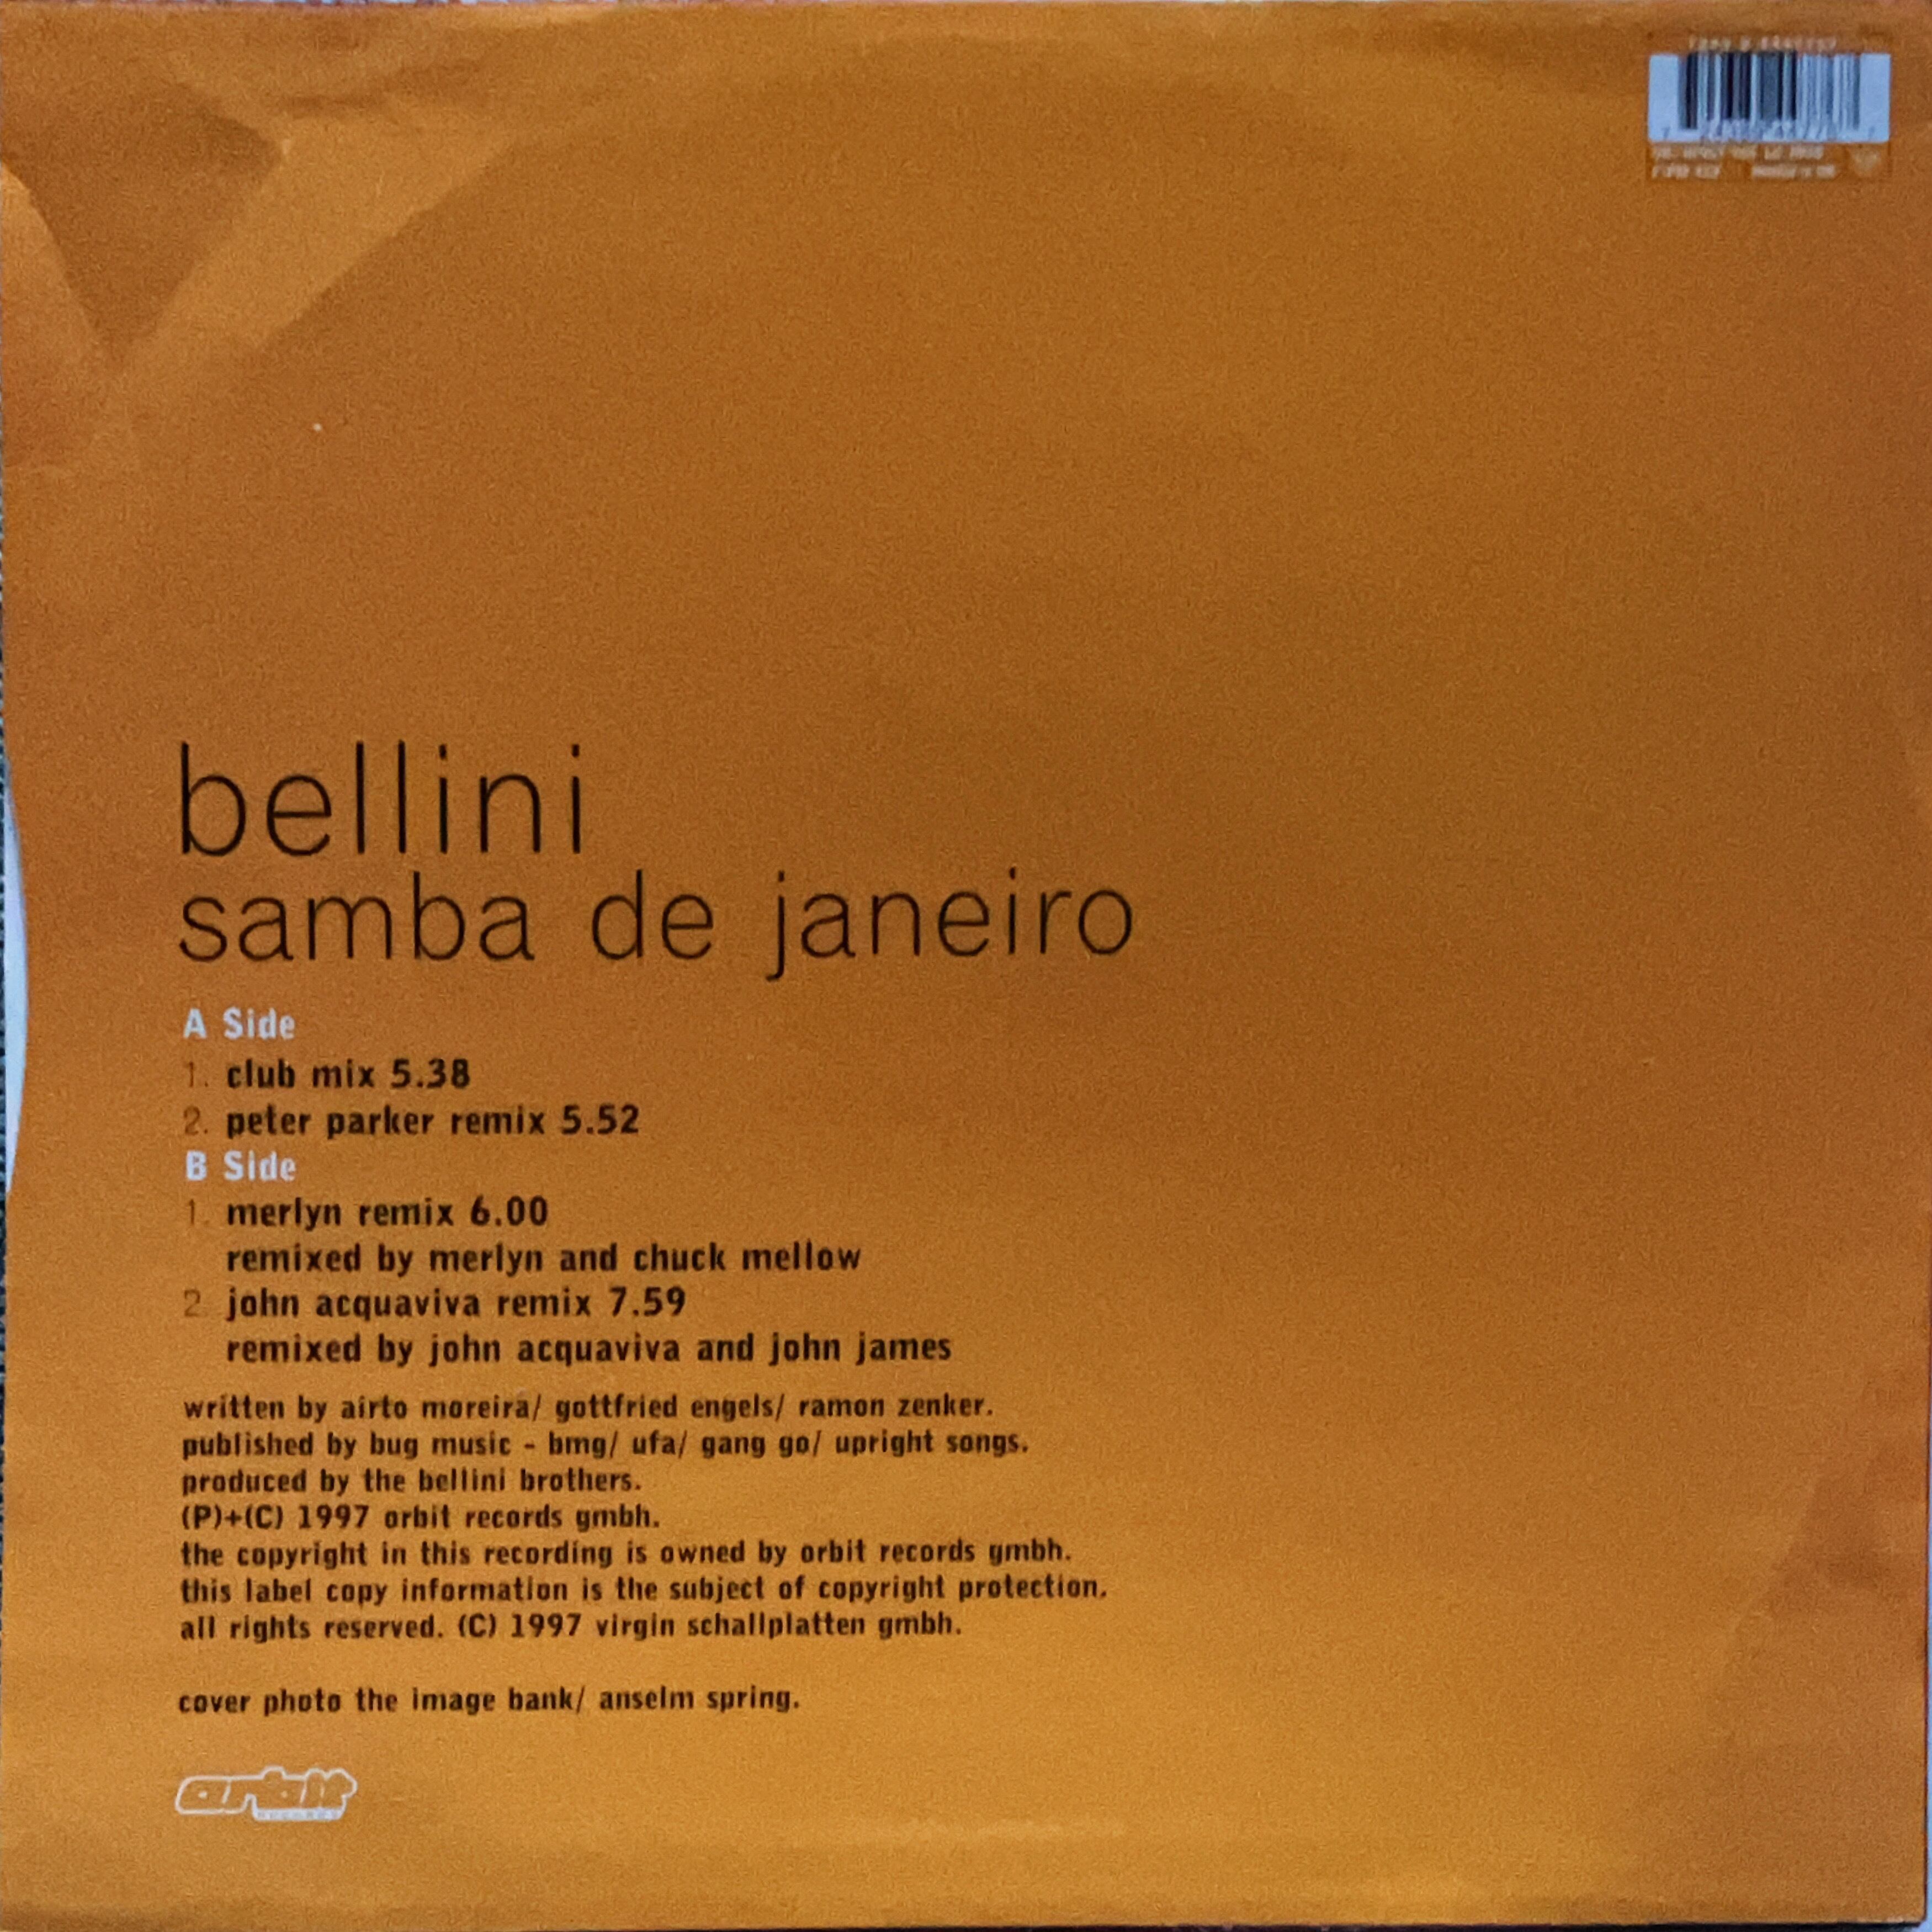 bellini
samba de janeiro
A Side
1. club mix 5.38
2. peter parker remix 5.52
B Side
1. merlyn remix 6.00
remixed by merlyn and chuck mellow
2. john acquaviva remix 7.59
remixed by john acquaviva and john james
written by airto moreira/ gottfried engels/ ramon zenker.
published by bug music - bmg/ ufa/ gang go/ upright songs.
produced by the bellini brothers.
(P)+(C) 1997 orbit records gmbh.
the copyright in this recording is owned by orbit records gmbh.
this label copy information is the subject of copyright protection.
all rights reserved. (C) 1997 virgin schallplatten gmbh.
cover photo the image bank/ anselm spring.
orbit
records